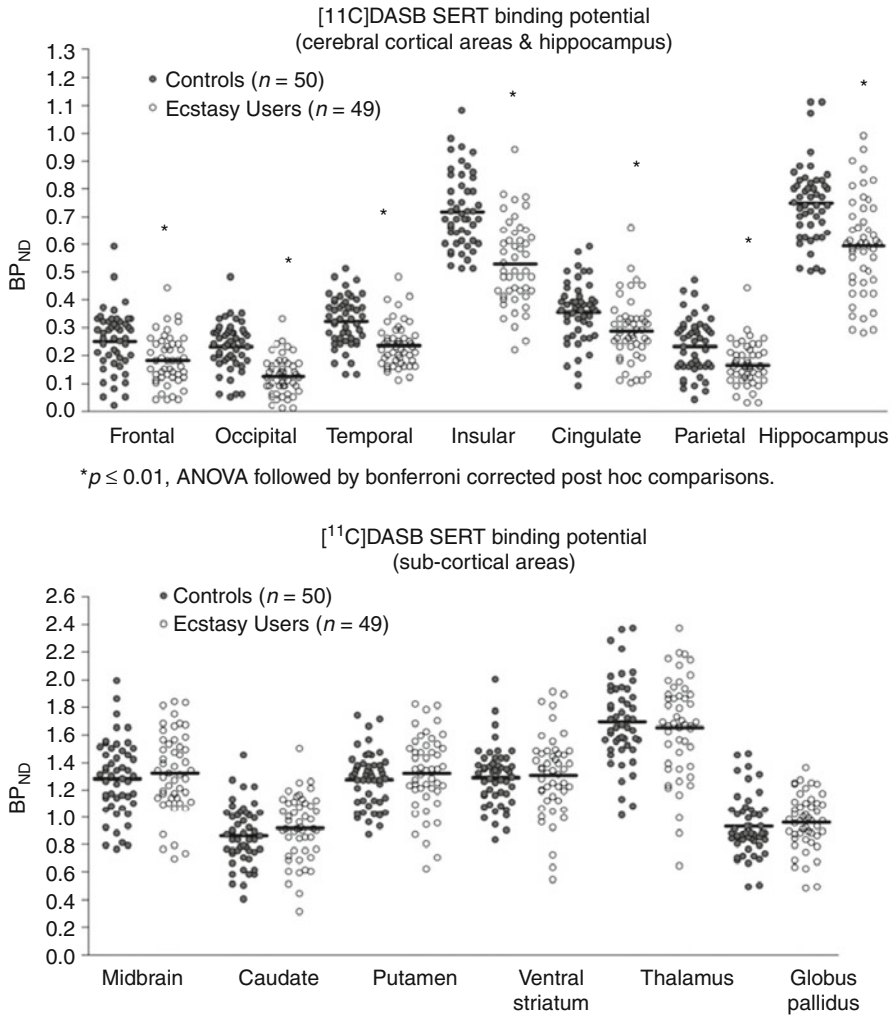 [11C]DASB SERT binding potential
(cerebral cortical areas & hippocampus)
1.3
1.2
1.1
1.0
0.9
0.8
0.7
0.6
0.5
0.4
0.3
0.2
0.1
0.0
BP_ND
Controls (n = 50)
Ecstasy Users (n = 49)
* * * * * * *
Frontal Occipital Temporal Insular Cingulate Parietal Hippocampus
*p ≤ 0.01, ANOVA followed by bonferroni corrected post hoc comparisons.
[¹¹C]DASB SERT binding potential
(sub-cortical areas)
2.6
2.4
2.2
2.0
1.8
1.6
1.4
1.2
1.0
0.8
0.6
0.4
0.2
0.0
BP_ND
Controls (n = 50)
Ecstasy Users (n = 49)
Midbrain Caudate Putamen Ventral Thalamus Globus
striatum pallidus